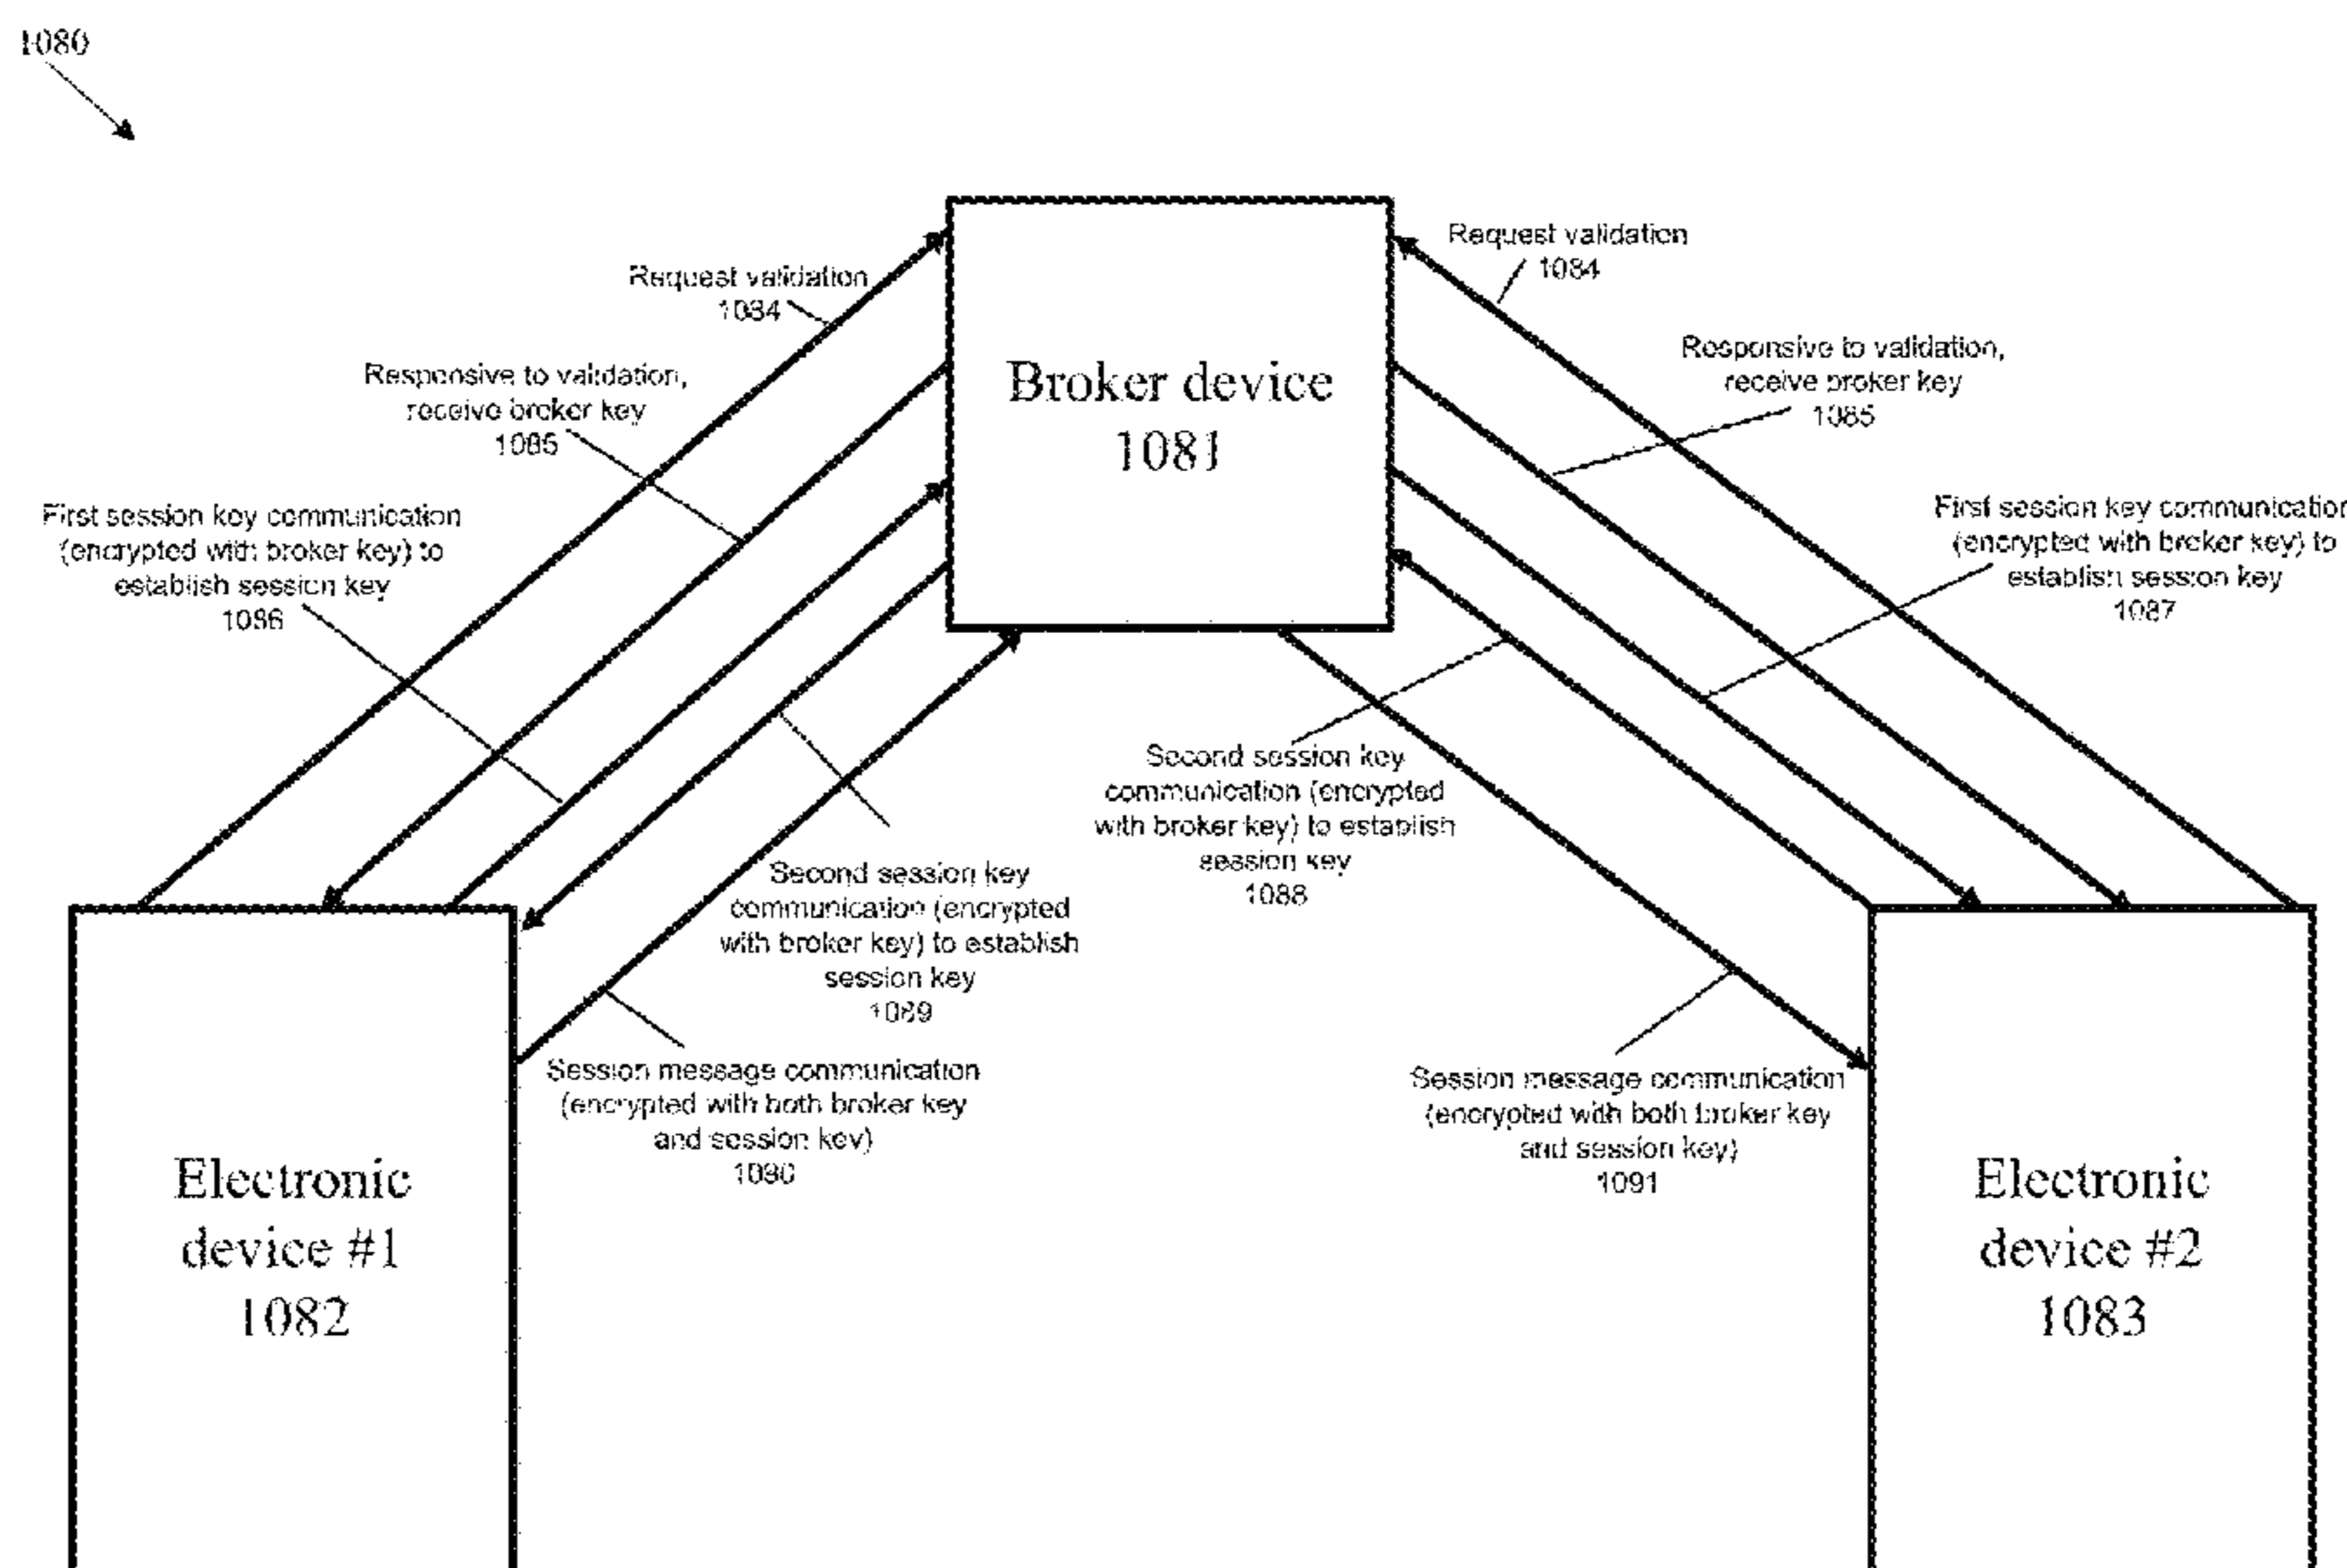 1080
Request validation
1084
Request validation
1084
Responsive to validation,
receive broker key
1085
Responsive to validation,
receive broker key
1085
Broker device
1081
First session key communication
(encrypted with broker key) to
establish session key
1086
First session key communication
(encrypted with broker key) to
establish session key
1087
Second session key
communication (encrypted
with broker key) to establish
session key
1088
Second session key
communication (encrypted
with broker key) to establish
session key
1089
Session message communication
(encrypted with both broker key
and session key)
1090
Session message communication
(encrypted with both broker key
and session key)
1091
Electronic
device #1
1082
Electronic
device #2
1083